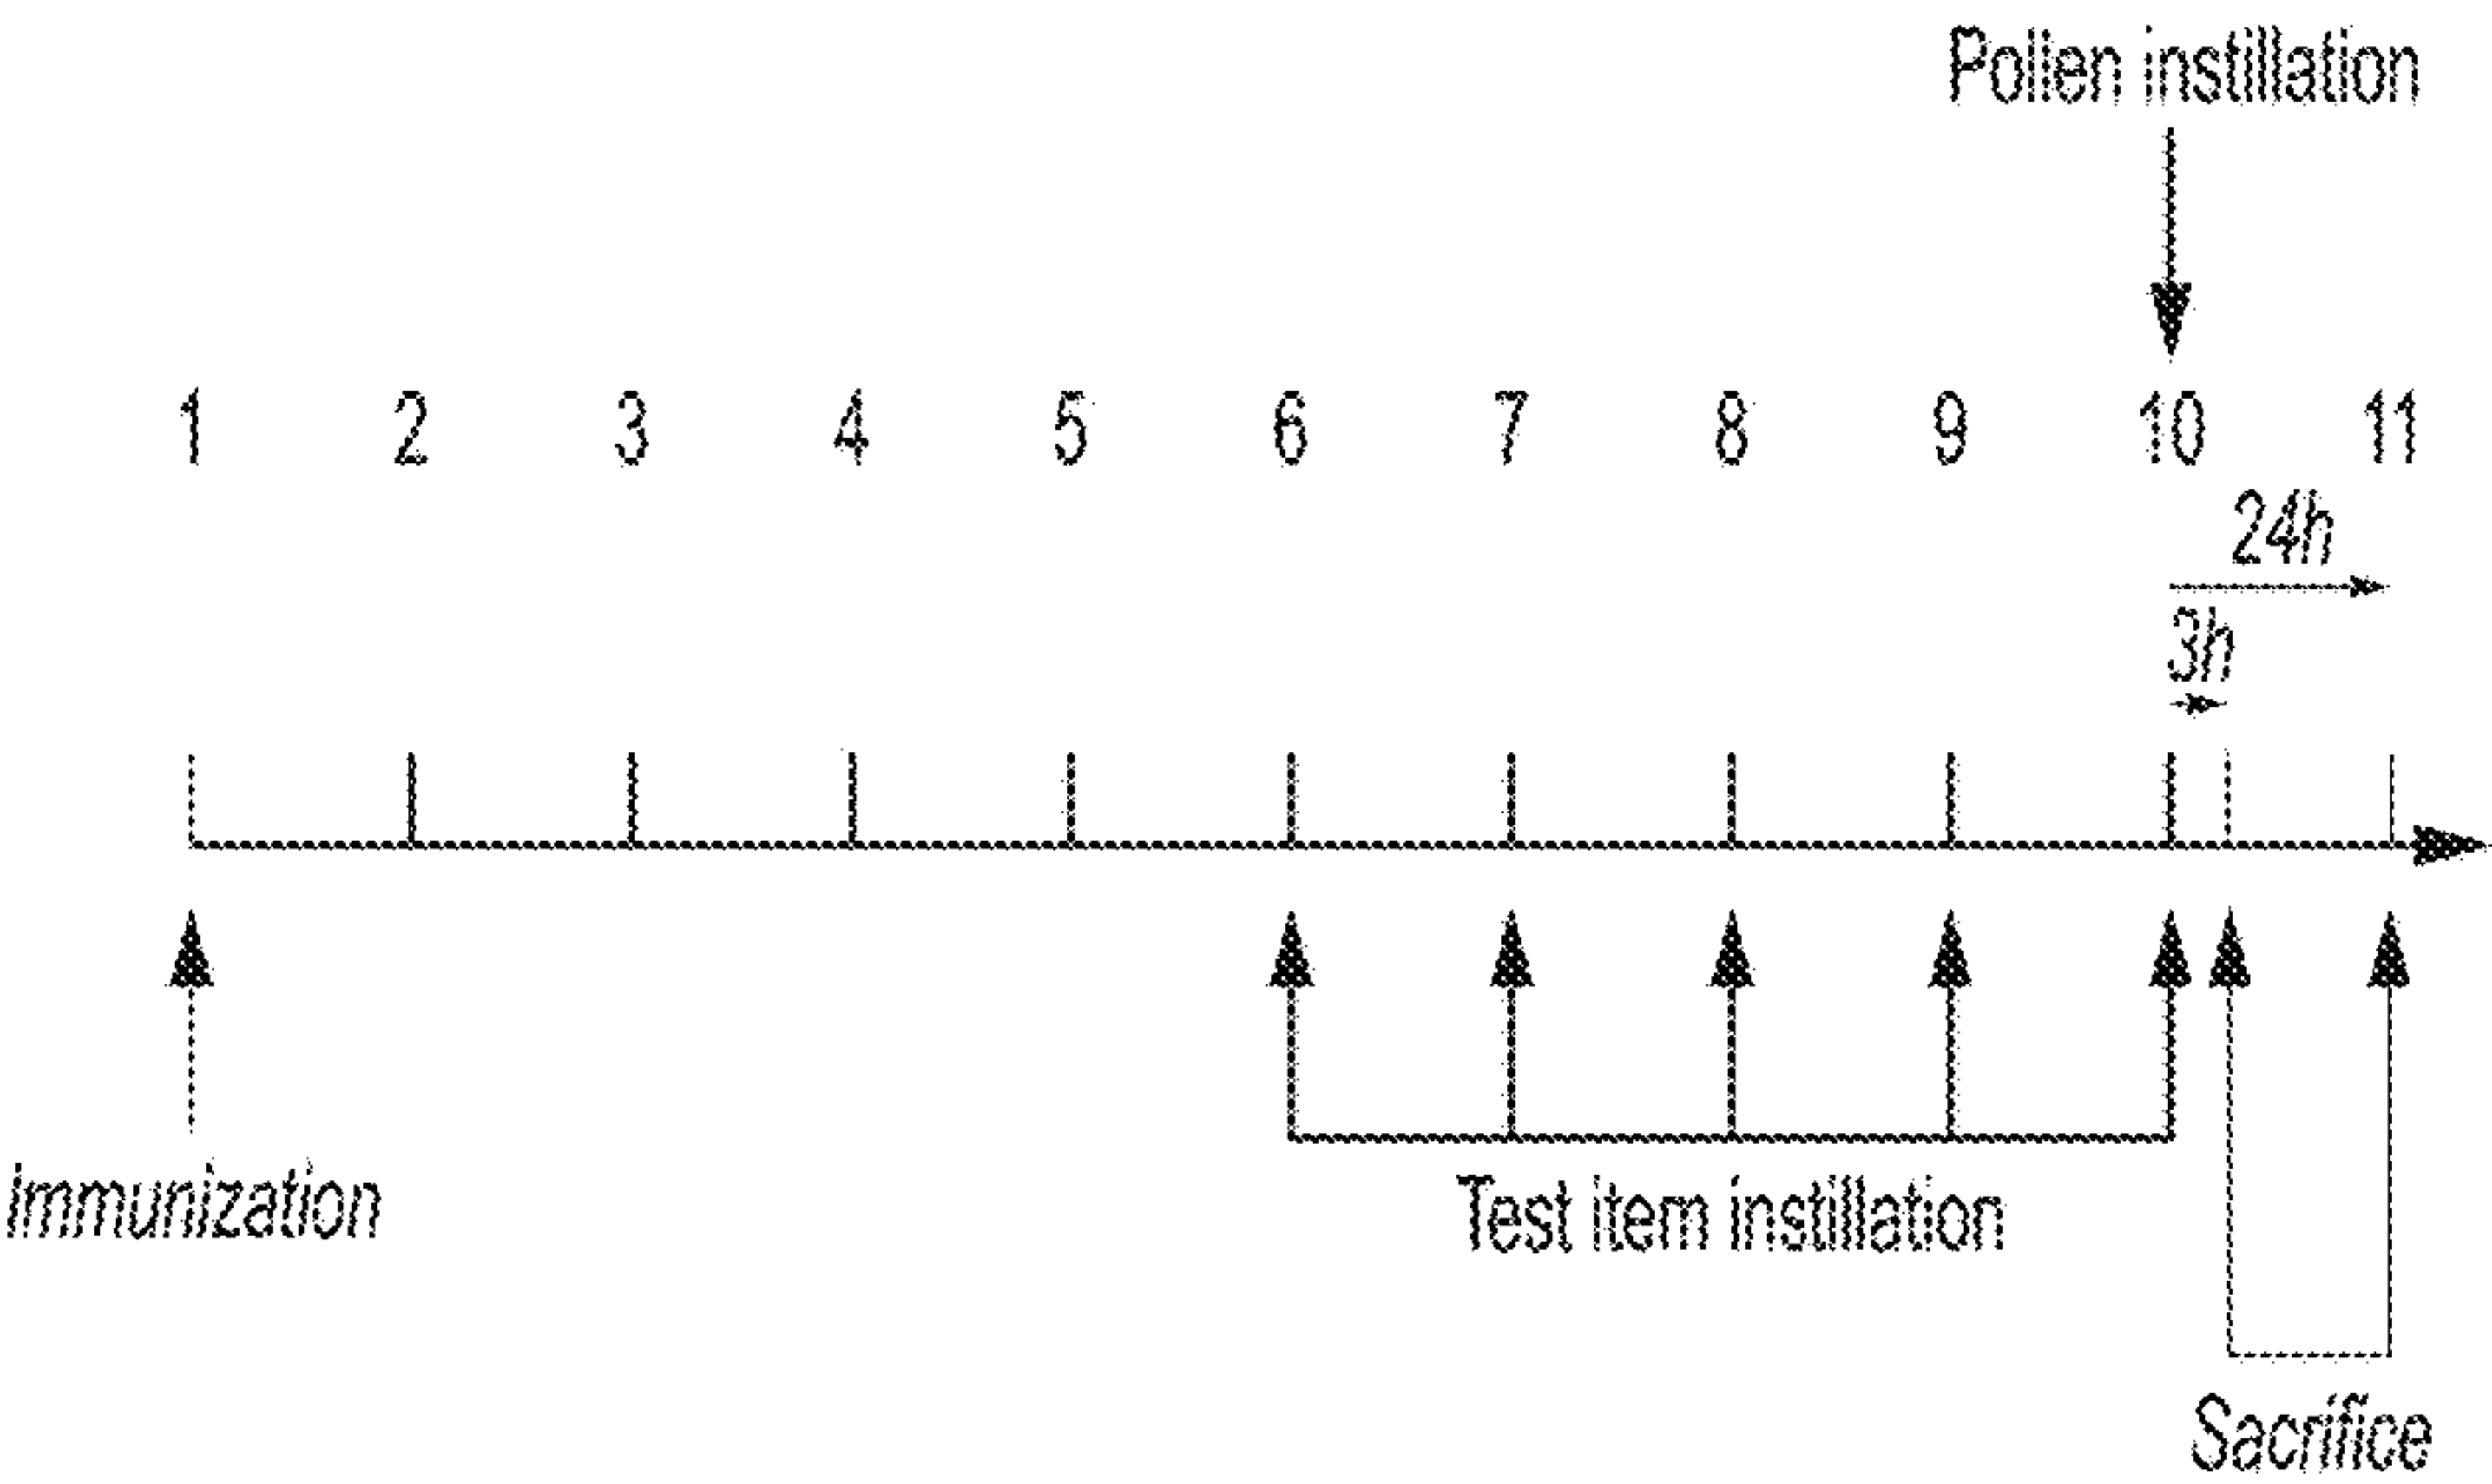 Pollen instillation
1 2 3 4 5 6 7 8 9 10 11
24h
3h
Immunization
Test item instillation
Sacrifice